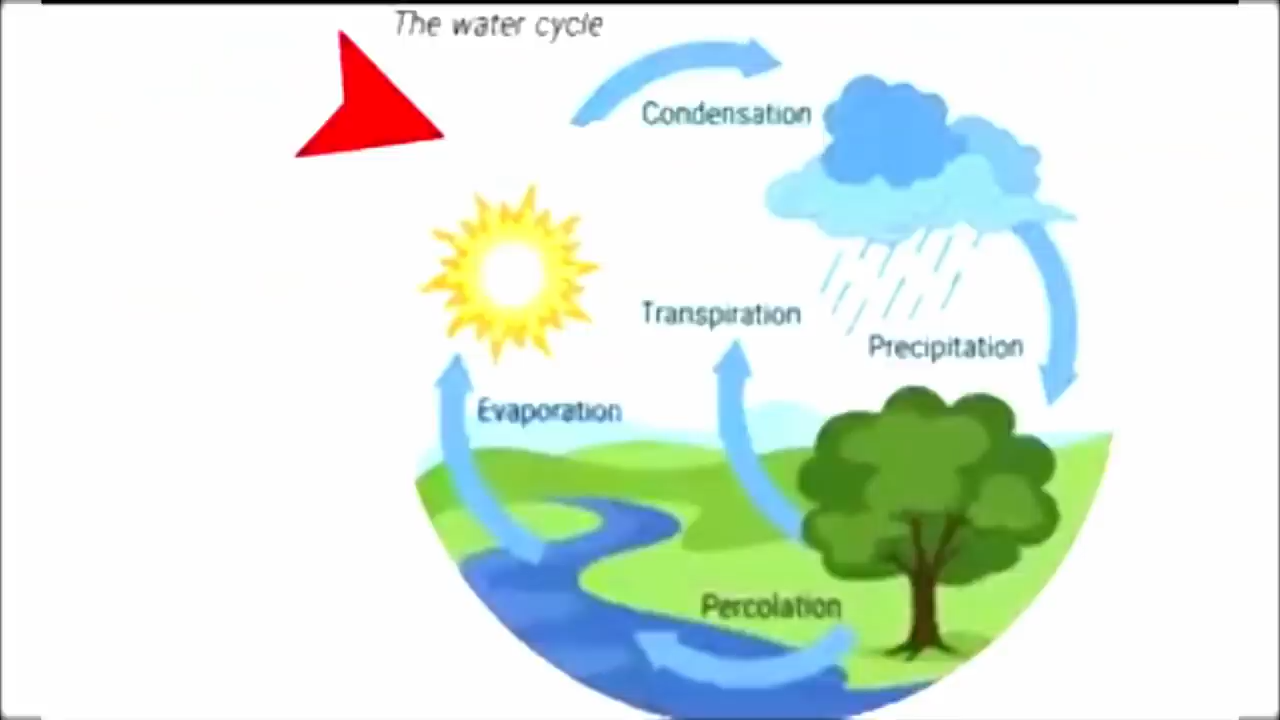 The water cycle
Condensation
Transpiration
Precipitation
Evaporation
Percolation